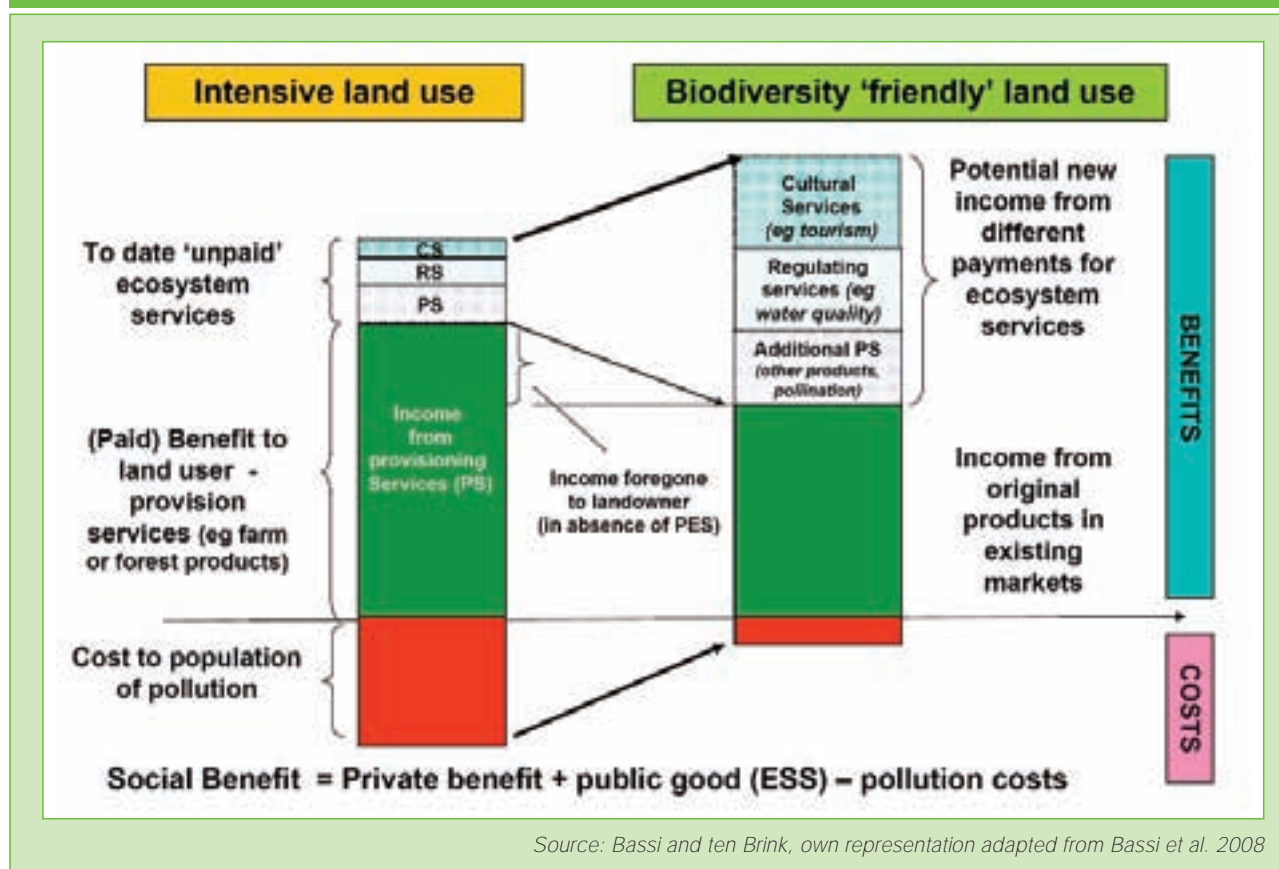 Intensive land use
Biodiversity ‘friendly’ land use
To date ‘unpaid’
ecosystem
services
CS
RS
PS
(Paid) Benefit to
land user -
provision
services (eg farm
or forest products)
Income
from
provisioning
Services (PS)
Cost to population
of pollution
Income foregone
to landowner
(in absence of PES)
Cultural
Services
(eg tourism)
Regulating
services (eg
water quality)
Additional PS
(other products,
pollination)
Potential new
income from
different
payments for
ecosystem
services
Income from
original
products in
existing
markets
BENEFITS
COSTS
Social Benefit = Private benefit + public good (ESS) – pollution costs
Source: Bassi and ten Brink, own representation adapted from Bassi et al. 2008